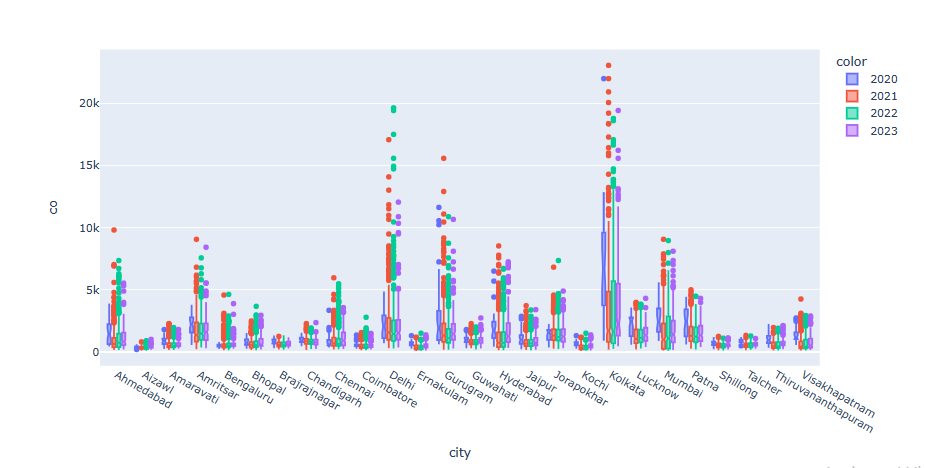 color
2020
2021
2022
2023
20k
15k
10k
5k
0
co
Ahmedabad
Aizawl
Amaravati
Amritsar
Bengaluru
Bhopal
Brajrajnagar
Chandigarh
Chennai
Coimbatore
Delhi
Ernakulam
Gurugram
Guwahati
Hyderabad
Jaipur
Jorapokhar
Kochi
Kolkata
Lucknow
Mumbai
Patna
Shillong
Talcher
Thiruvananthapuram
Visakhapatnam
city